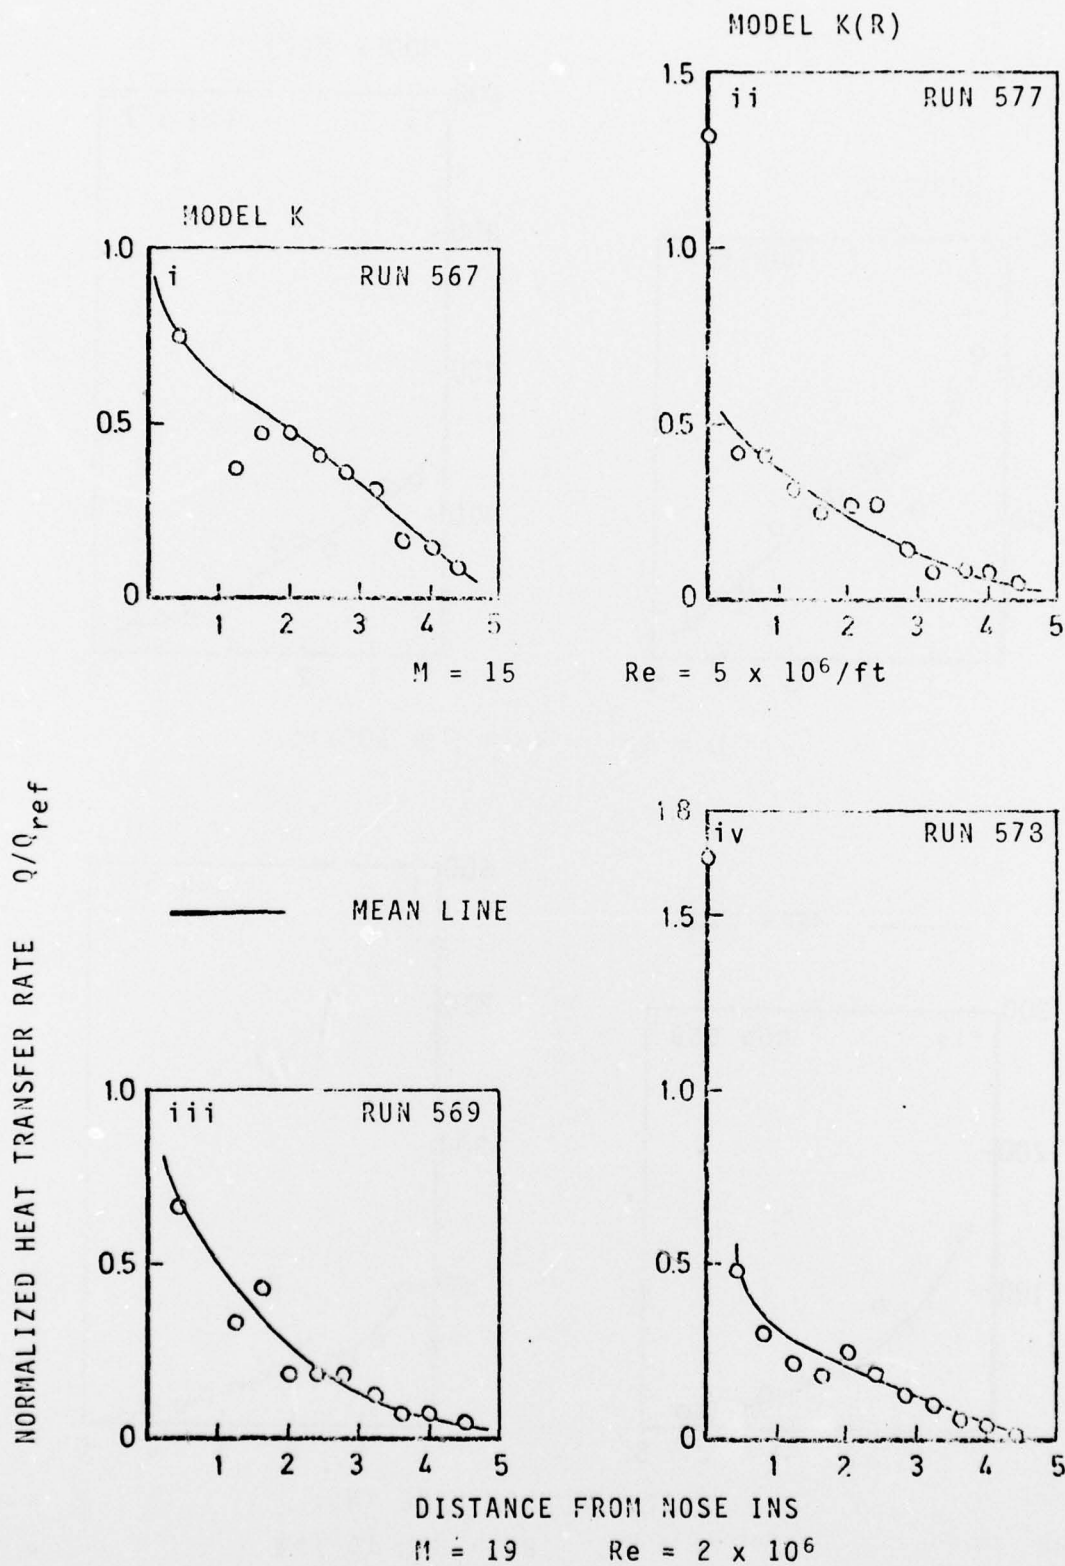 MODEL K(R)
1.5
ii RUN 577
MODEL K
1.0
i RUN 567
1.0
0.5
0.5
0
0
1 2 3 4 5
1 2 3 4 5
M = 15 Re = 5 x 10⁶/ft
NORMALIZED HEAT TRANSFER RATE Q/Qref
MEAN LINE
1.8
iv RUN 573
1.5
1.0
iii RUN 569
1.0
0.5
0.5
0
0
1 2 3 4 5
1 2 3 4 5
DISTANCE FROM NOSE INS
M = 19 Re = 2 x 10⁶